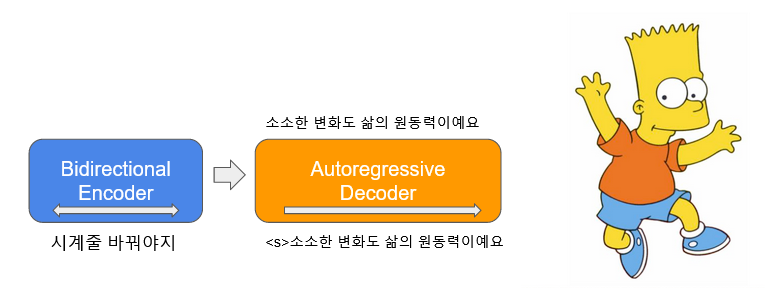 소소한 변화도 삶의 원동력이예요
Bidirectional
Encoder
Autoregressive
Decoder
시계줄 바꿔야지
<s>소소한 변화도 삶의 원동력이예요